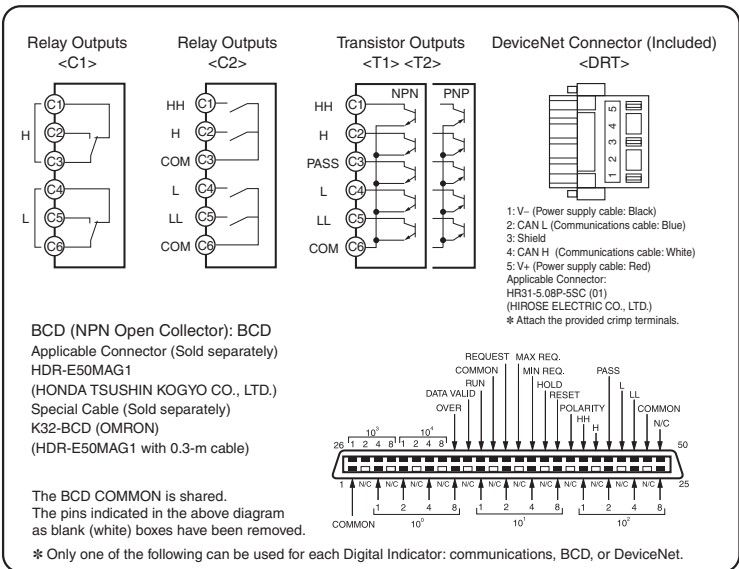 Relay Outputs
<C1>
C1
C2
C3
C4
C5
C6
H
L
Relay Outputs
<C2>
HH C1
H C2
COM C3
L C4
LL C5
COM C6
Transistor Outputs
<T1> <T2>
NPN PNP
HH C1
H C2
PASS C3
L C4
LL C5
COM C6
DeviceNet Connector (Included)
<DRT>
1 2 3 4 5
1: V− (Power supply cable: Black)
2: CAN L (Communications cable: Blue)
3: Shield
4: CAN H (Communications cable: White)
5: V+ (Power supply cable: Red)
Applicable Connector:
HR31-5.08P-5SC (01)
(HIROSE ELECTRIC CO., LTD.)
✽ Attach the provided crimp terminals.
BCD (NPN Open Collector): BCD
Applicable Connector (Sold separately)
HDR-E50MAG1
(HONDA TSUSHIN KOGYO CO., LTD.)
Special Cable (Sold separately)
K32-BCD (OMRON)
(HDR-E50MAG1 with 0.3-m cable)
The BCD COMMON is shared.
The pins indicated in the above diagram
as blank (white) boxes have been removed.
REQUEST MAX REQ.
COMMON MIN REQ. PASS
RUN HOLD L
DATA VALID RESET LL
OVER POLARITY COMMON
HH
H
N/C
10³ 10⁴
26 1 2 4 8 1 2 4 8 50
1 N/C N/C N/C N/C N/C N/C N/C N/C N/C N/C N/C N/C 25
1 2 4 8 1 2 4 8 1 2 4 8
COMMON 10⁰ 10¹ 10²
✽ Only one of the following can be used for each Digital Indicator: communications, BCD, or DeviceNet.